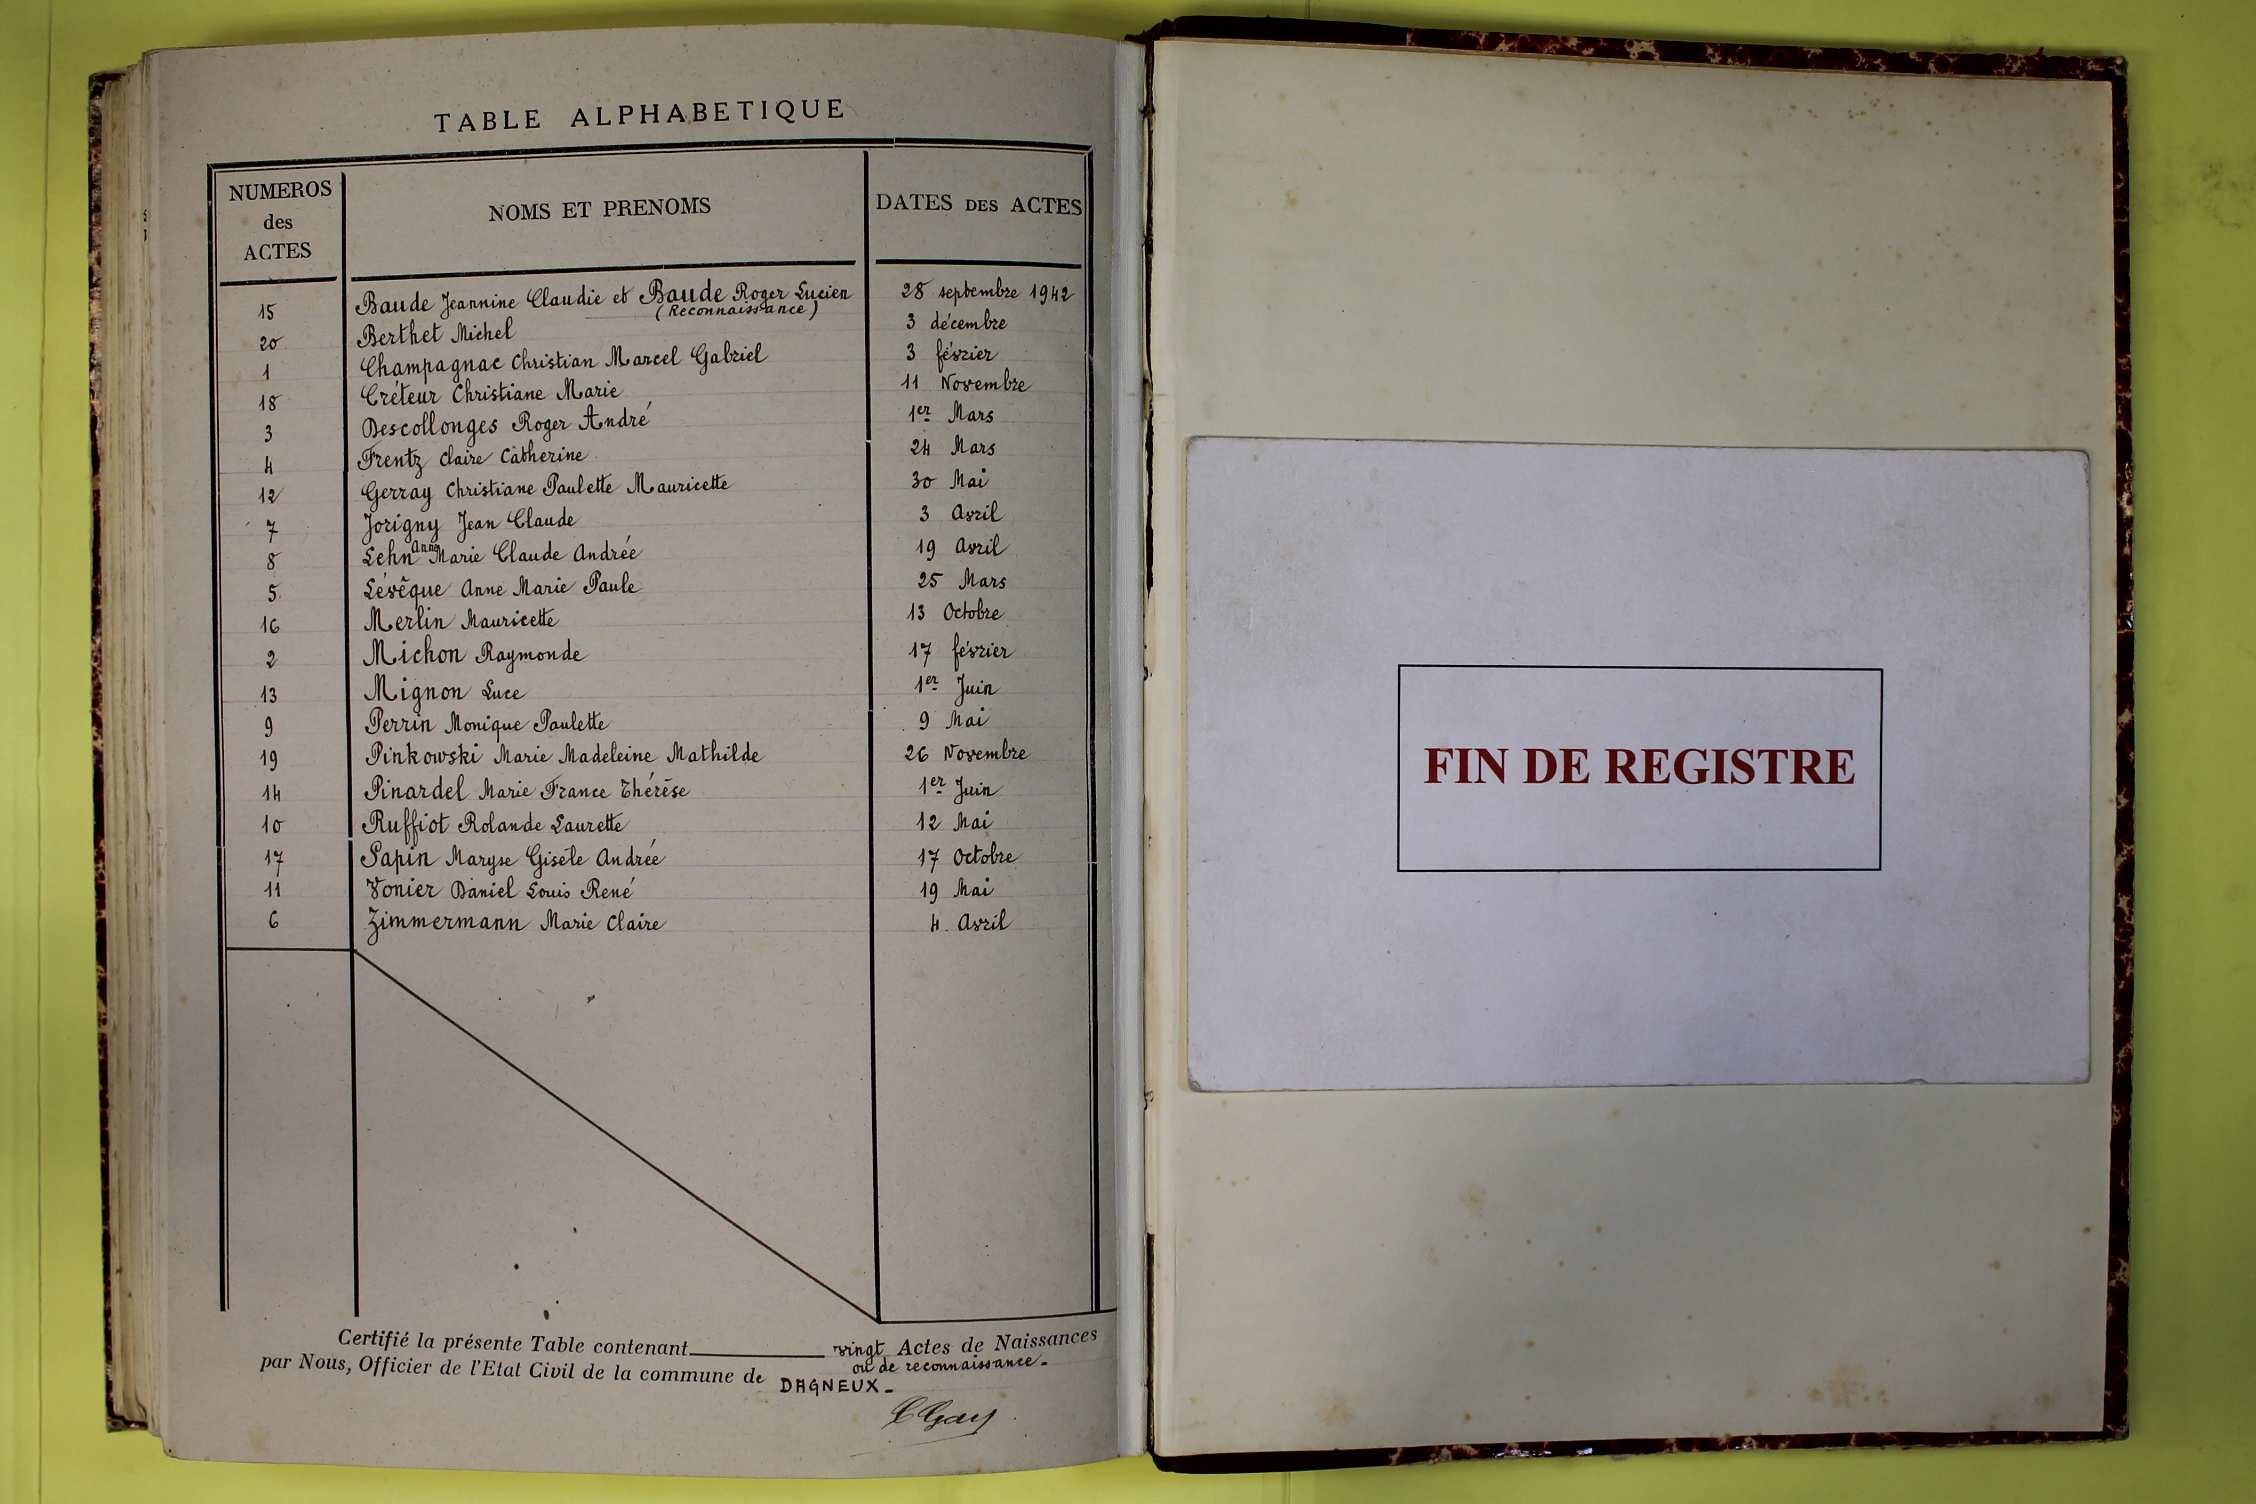 TABLE ALPHABETIQUE
NUMEROS des ACTES NOMS ET PRENOMS DATES DES ACTES
15 Baude Jeannine Claudie et Baude Roger Lucien 28 septembre 1942
(Reconnaissance)
20 Berthet Michel 3 décembre
1 Champagnac Christian Marcel Gabriel 3 février
18 Créteur Christiane Marie 11 Novembre
3 Descollonges Roger André 1er Mars
4 Frentz Claire Catherine 24 Mars
12 Gerray Christiane Paulette Mauricette 30 Mai
7 Jorigny Jean Claude 3 Avril
8 Lehn Anne Marie Claude Andrée 19 Avril
5 Lévêque Anne Marie Paule 25 Mars
16 Merlin Mauricette 13 Octobre
2 Michon Raymonde 17 février
13 Mignon Luce 1er Juin
9 Perrin Monique Paulette 9 Mai
19 Pinkowski Marie Madeleine Mathilde 26 Novembre
14 Pinardel Marie France Thérèse 1er Juin
10 Ruffiot Rolande Laurette 12 Mai
17 Sapin Maryse Gisèle Andrée 17 Octobre
11 Vonier Daniel Louis René 19 Mai
6 Zimmermann Marie Claire 4 Avril
Certifié la présente Table contenant vingt Actes de Naissances
ou de reconnaissance.
par Nous, Officier de l'Etat Civil de la commune de DAGNEUX.
CGay
FIN DE REGISTRE